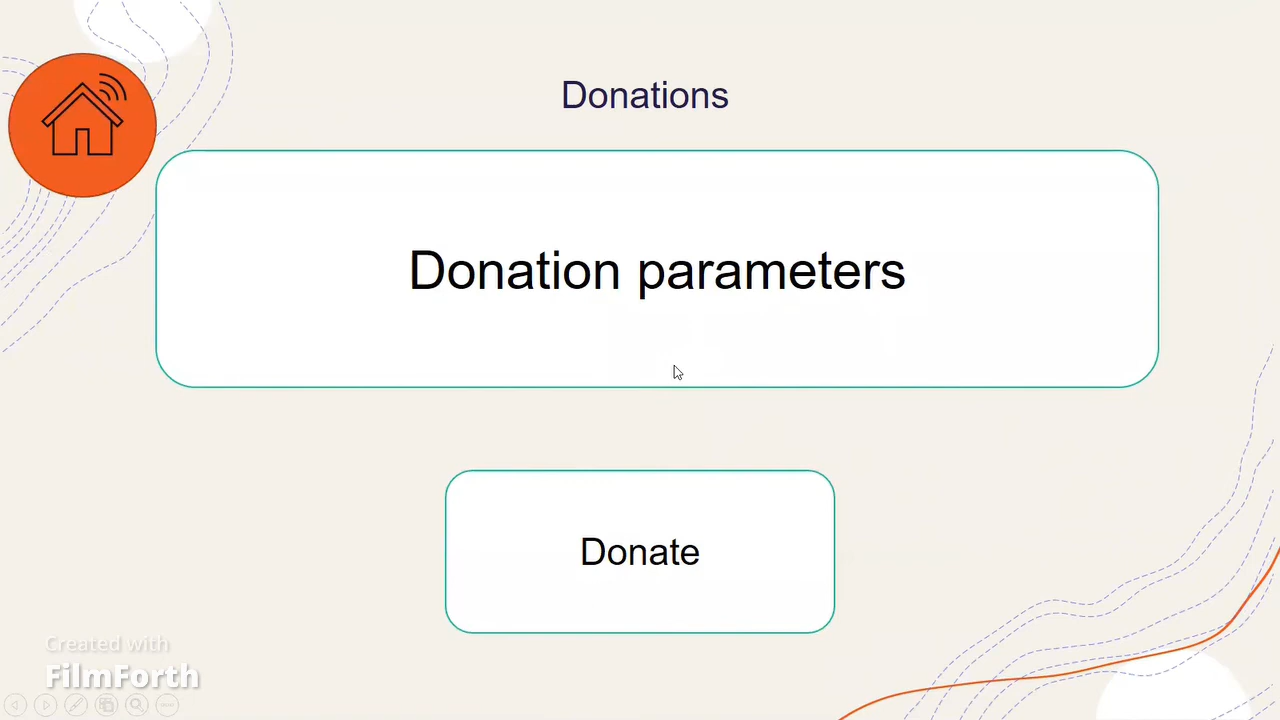 Donations
Donation parameters
Donate
Created with
FilmForth